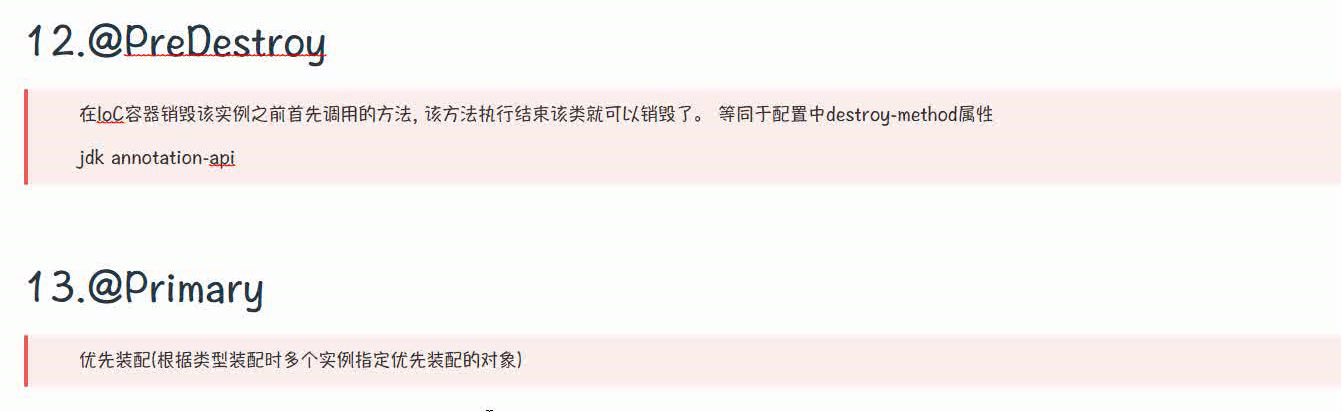 12.@PreDestroy
在IoC容器销毁该实例之前首先调用的方法, 该方法执行结束该类就可以销毁了。 等同于配置中destroy-method属性
jdk annotation-api
13.@Primary
优先装配(根据类型装配时多个实例指定优先装配的对象)